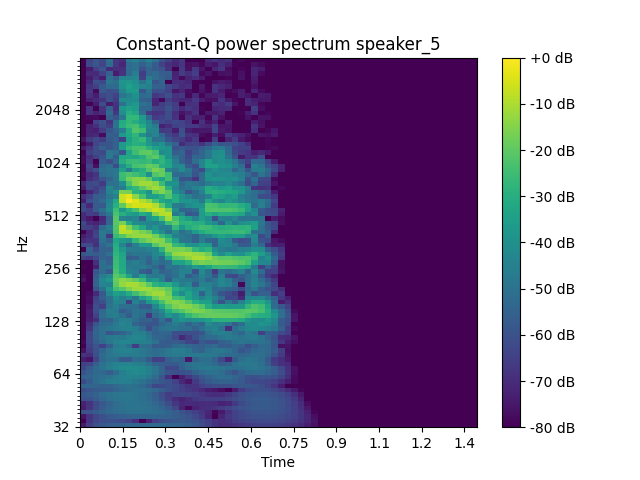 Constant-Q power spectrum speaker_5
Hz
2048
1024
512
256
128
64
32
0 0.15 0.3 0.45 0.6 0.75 0.9 1.1 1.2 1.4
Time
+0 dB
-10 dB
-20 dB
-30 dB
-40 dB
-50 dB
-60 dB
-70 dB
-80 dB